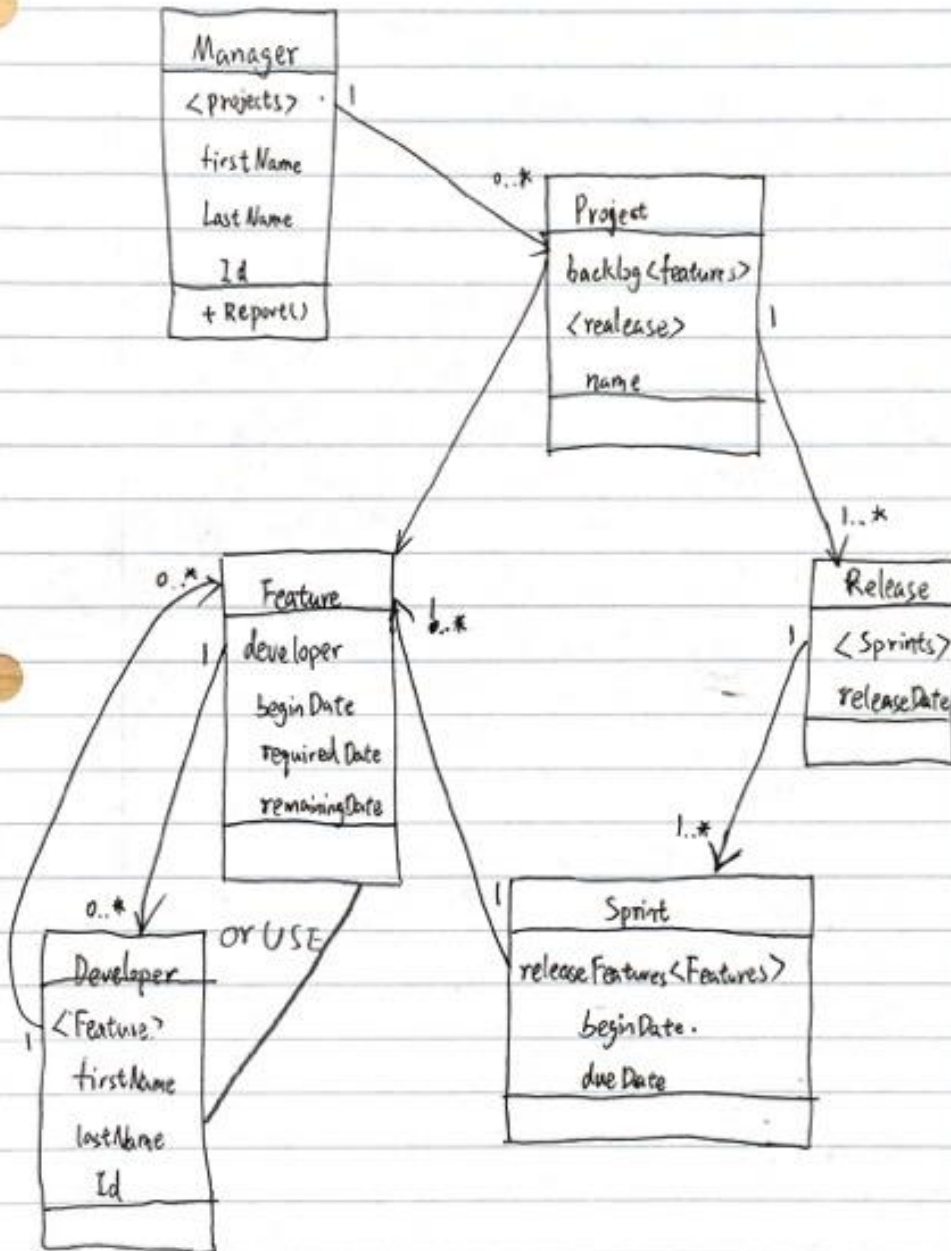 Manager
<projects>
firstName
Last Name
Id
+ Report()
1
0..*
Project
backlog<features>
<realease>
name
1
1..*
Release
<Sprints>
releaseDate
1
1..*
0..*
Feature
developer
beginDate
requiredDate
remainingDate
1
1..*
0..*
or USE
Developer
<Feature>
firstName
lastName
Id
1
1
Sprint
releaseFeatures<Features>
beginDate.
dueDate